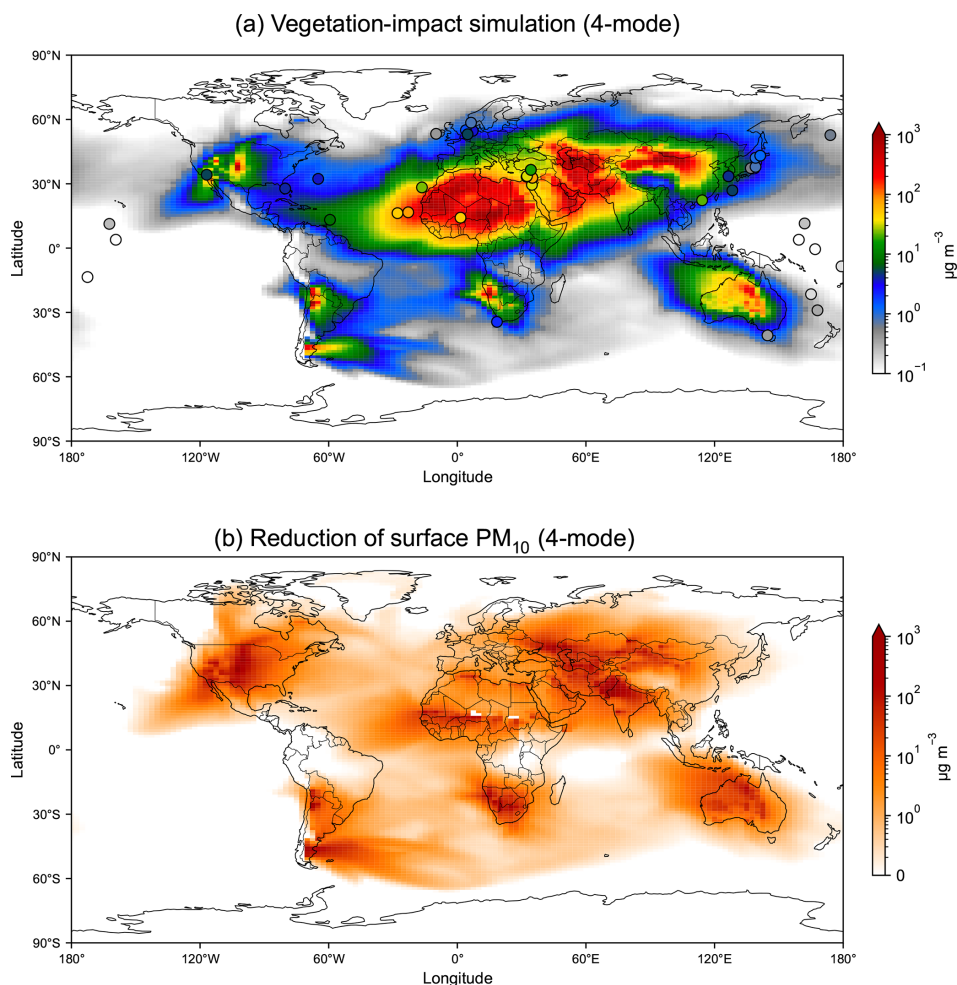 (a) Vegetation-impact simulation (4-mode)
90°N
60°N
30°N
0°
30°S
60°S
90°S
Latitude
180°
120°W
60°W
0°
60°E
120°E
180°
Longitude
10³
10²
10¹
10⁰
10⁻¹
µg m⁻³
(b) Reduction of surface PM₁₀ (4-mode)
90°N
60°N
30°N
0°
30°S
60°S
90°S
Latitude
180°
120°W
60°W
0°
60°E
120°E
180°
Longitude
10³
10²
10¹
10⁰
0
µg m⁻³